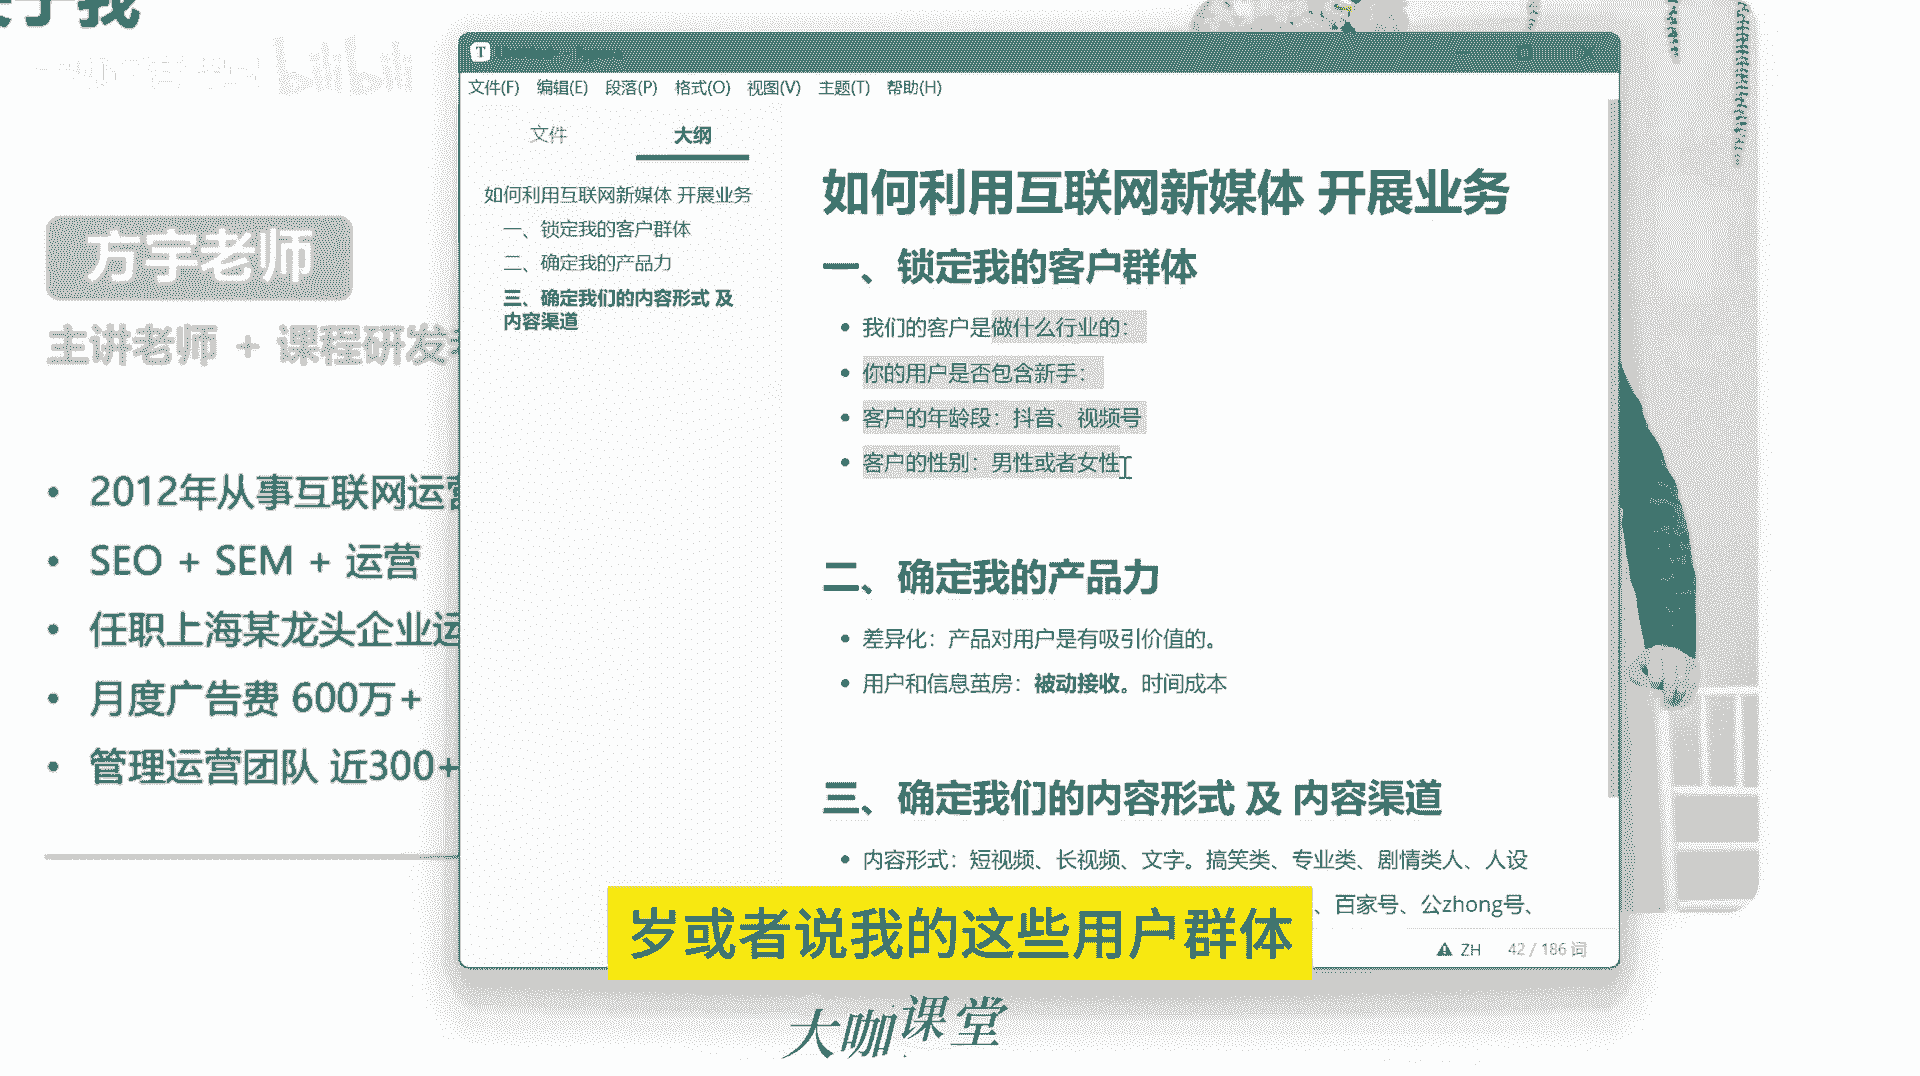 bilibili
方宇老师
主讲老师 + 课程研发
2012年从事互联网运营
SEO + SEM + 运营
任职上海某龙头企业运
月度广告费 600万+
管理运营团队 近300+
T
文件(F) 编辑(E) 段落(P) 格式(O) 视图(V) 主题(T) 帮助(H)
文件 大纲
如何利用互联网新媒体 开展业务
一、锁定我的客户群体
二、确定我的产品力
三、确定我们的内容形式 及
内容渠道
如何利用互联网新媒体 开展业务
一、锁定我的客户群体
我们的客户是做什么行业的：
你的用户是否包含新手：
客户的年龄段：抖音、视频号
客户的性别：男性或者女性
二、确定我的产品力
差异化：产品对用户是有吸引价值的。
用户和信息茧房：被动接收。时间成本
三、确定我们的内容形式 及 内容渠道
内容形式：短视频、长视频、文字。搞笑类、专业类、剧情类人、人设
、百家号、公zhong号、
ZH 42 / 186 词
岁或者说我的这些用户群体
大咖课堂